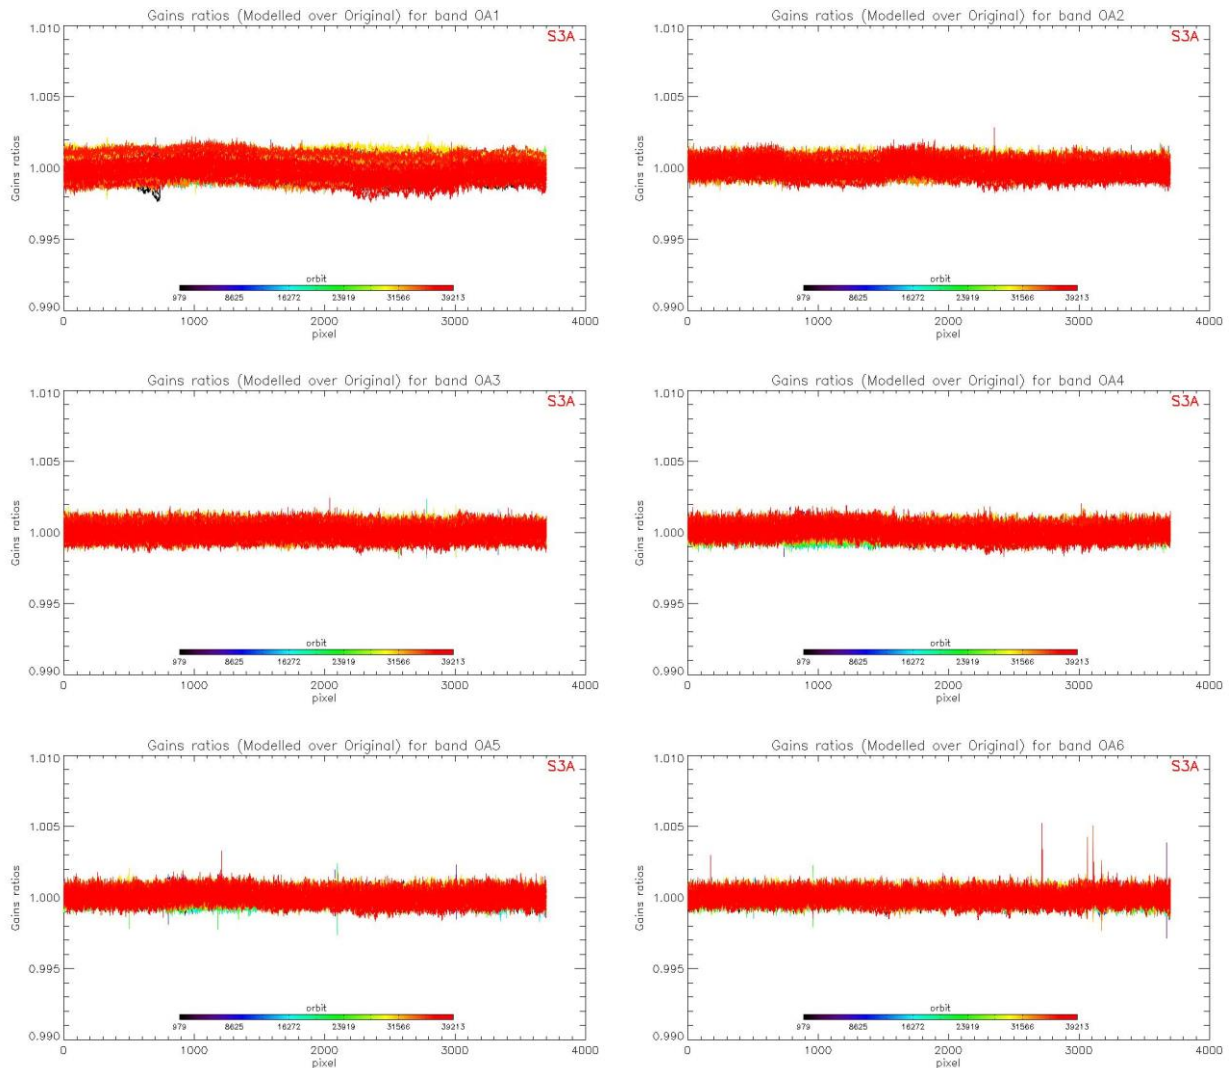 Gains ratios (Modelled over Original) for band OA1
S3A
1.010
1.005
1.000
0.995
0.990
Gains ratios
orbit
979 8625 16272 23919 31566 39213
0 1000 2000 3000 4000
pixel
Gains ratios (Modelled over Original) for band OA2
S3A
1.010
1.005
1.000
0.995
0.990
Gains ratios
orbit
979 8625 16272 23919 31566 39213
0 1000 2000 3000 4000
pixel
Gains ratios (Modelled over Original) for band OA3
S3A
1.010
1.005
1.000
0.995
0.990
Gains ratios
orbit
979 8625 16272 23919 31566 39213
0 1000 2000 3000 4000
pixel
Gains ratios (Modelled over Original) for band OA4
S3A
1.010
1.005
1.000
0.995
0.990
Gains ratios
orbit
979 8625 16272 23919 31566 39213
0 1000 2000 3000 4000
pixel
Gains ratios (Modelled over Original) for band OA5
S3A
1.010
1.005
1.000
0.995
0.990
Gains ratios
orbit
979 8625 16272 23919 31566 39213
0 1000 2000 3000 4000
pixel
Gains ratios (Modelled over Original) for band OA6
S3A
1.010
1.005
1.000
0.995
0.990
Gains ratios
orbit
979 8625 16272 23919 31566 39213
0 1000 2000 3000 4000
pixel